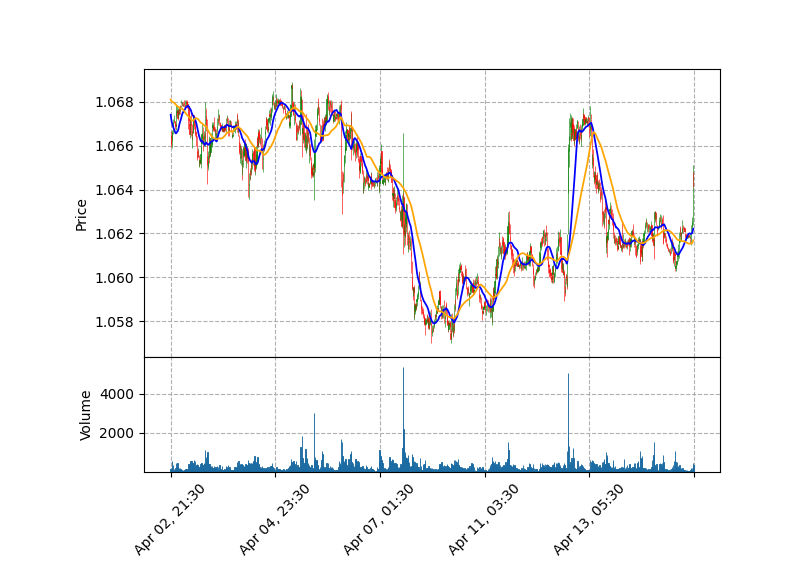 1.068
1.066
1.064
1.062
1.060
1.058
Price
4000
2000
Volume
Apr 02, 21:30
Apr 04, 23:30
Apr 07, 01:30
Apr 11, 03:30
Apr 13, 05:30